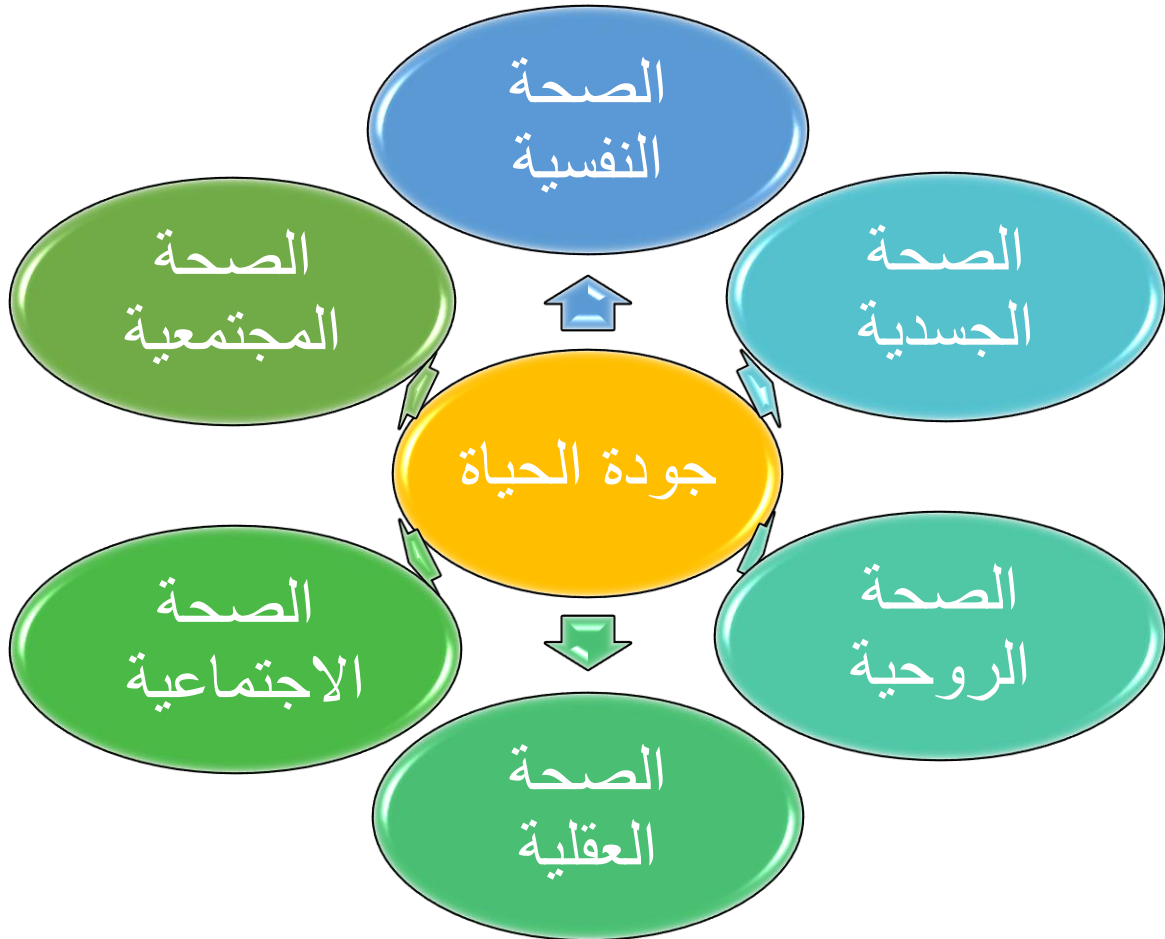 الصحة
النفسية
الصحة
الجسدية
الصحة
الروحية
الصحة
العقلية
الصحة
الاجتماعية
الصحة
المجتمعية
جودة الحياة